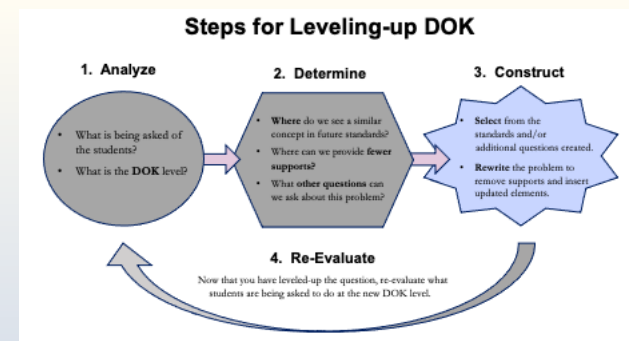 Steps for Leveling-up DOK
1. Analyze
2. Determine
3. Construct
• What is being asked of
the students?
• What is the DOK level?
• Where do we see a similar
concept in future standards?
• Where can we provide fewer
supports?
• What other questions can
we ask about this problem?
• Select from the
standards and/or
additional questions created.
• Rewrite the problem to
remove supports and insert
updated elements.
4. Re-Evaluate
Now that you have leveled-up the question, re-evaluate what
students are being asked to do at the new DOK level.